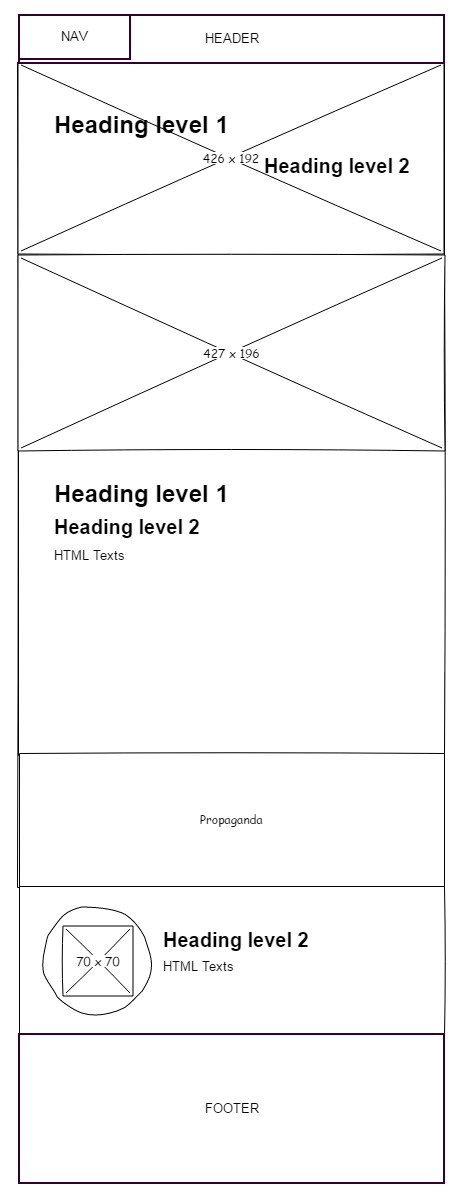 NAV
HEADER
Heading level 1
426 x 192
Heading level 2
427 x 196
Heading level 1
Heading level 2
HTML Texts
Propaganda
70 x 70
Heading level 2
HTML Texts
FOOTER